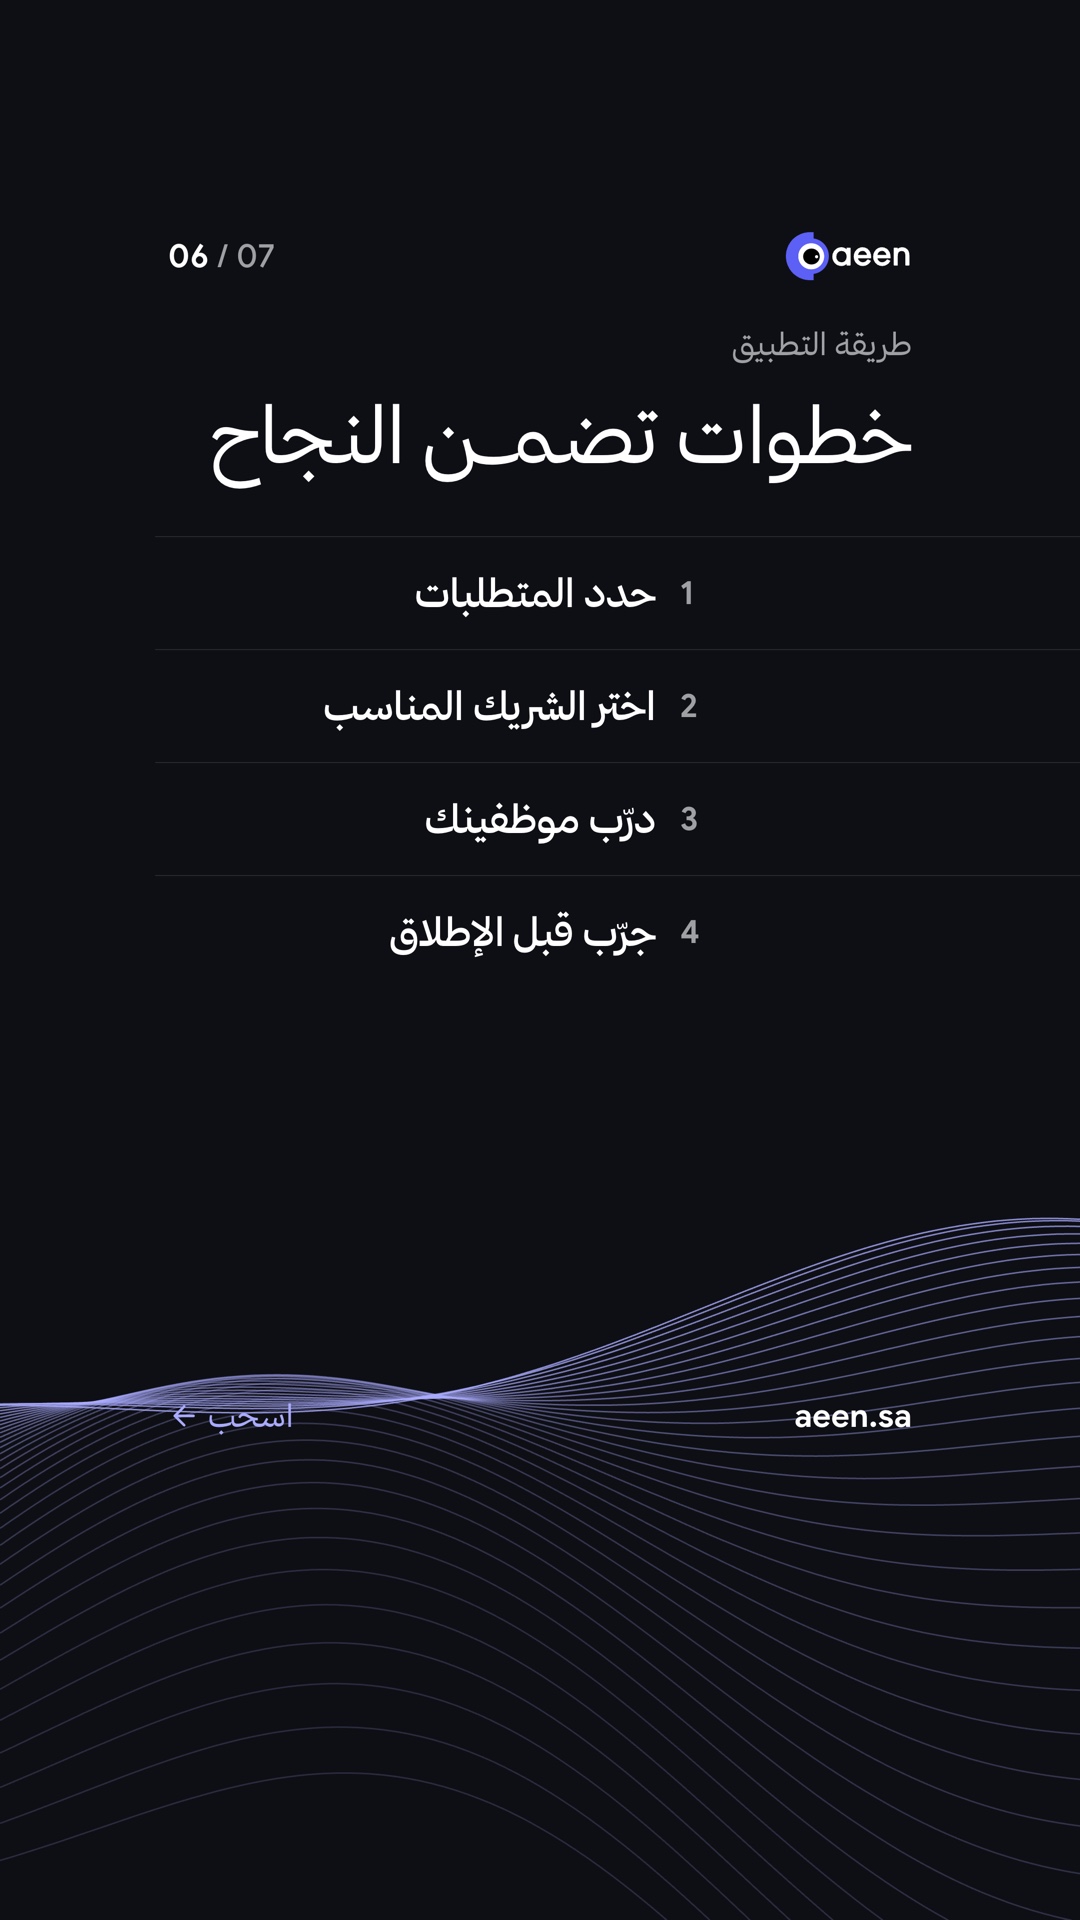 aeen
06 / 07
طريقة التطبيق
خطوات تضمـن النجاح
1 حدد المتطلبات
2 اختر الشريك المناسب
3 درّب موظفينك
4 جرّب قبل الإطلاق
aeen.sa
اسحب ←